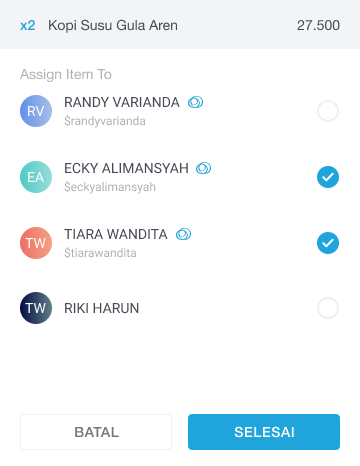 x2 Kopi Susu Gula Aren 27.500
Assign Item To
RV RANDY VARIANDA
$randyvarianda
EA ECKY ALIMANSYAH
$eckyalimansyah
TW TIARA WANDITA
$tiarawandita
TW RIKI HARUN
BATAL SELESAI